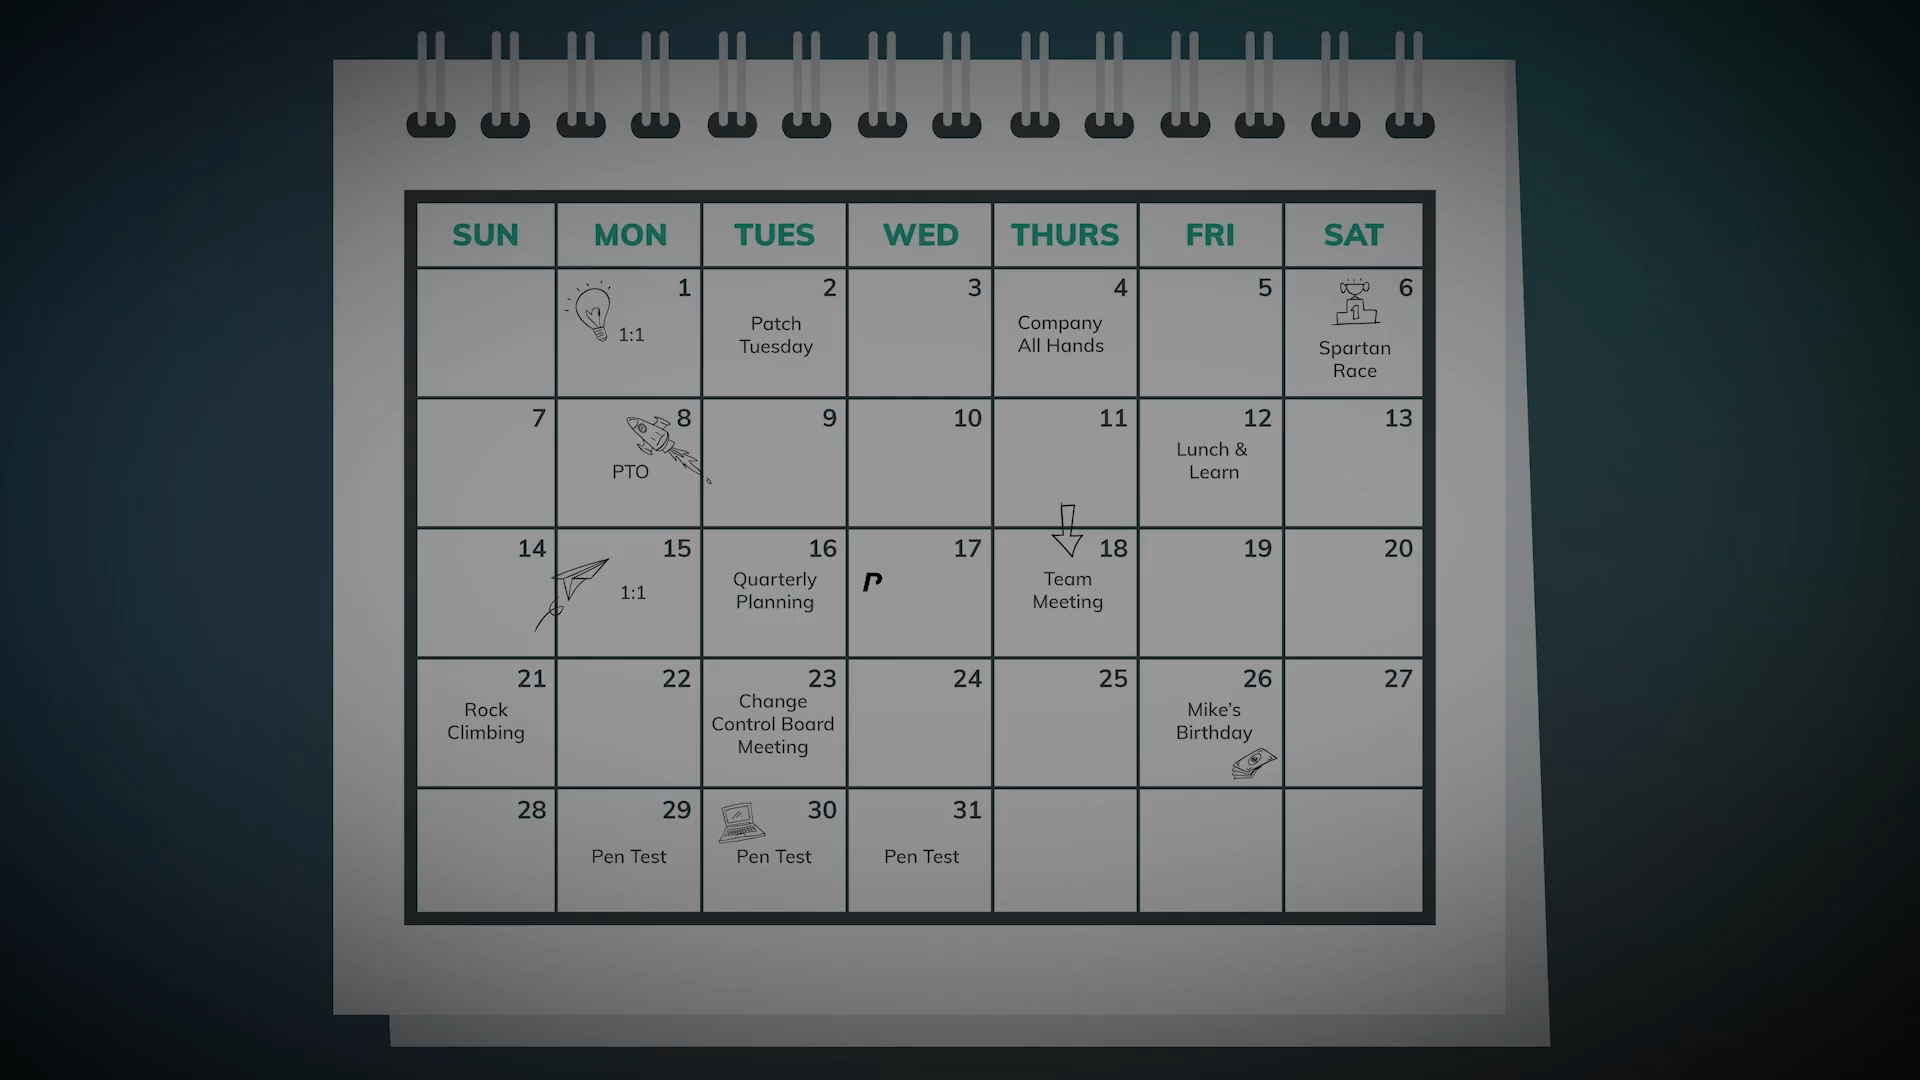 SUN MON TUES WED THURS FRI SAT
1 2 3 4 5 6
1:1
Patch
Tuesday
Company
All Hands
1
Spartan
Race
7 8 9 10 11 12 13
PTO
Lunch &
Learn
14 15 16 17 18 19 20
1:1
Quarterly
Planning
P
Team
Meeting
21 22 23 24 25 26 27
Rock
Climbing
Change
Control Board
Meeting
Mike's
Birthday
28 29 30 31
Pen Test
Pen Test
Pen Test